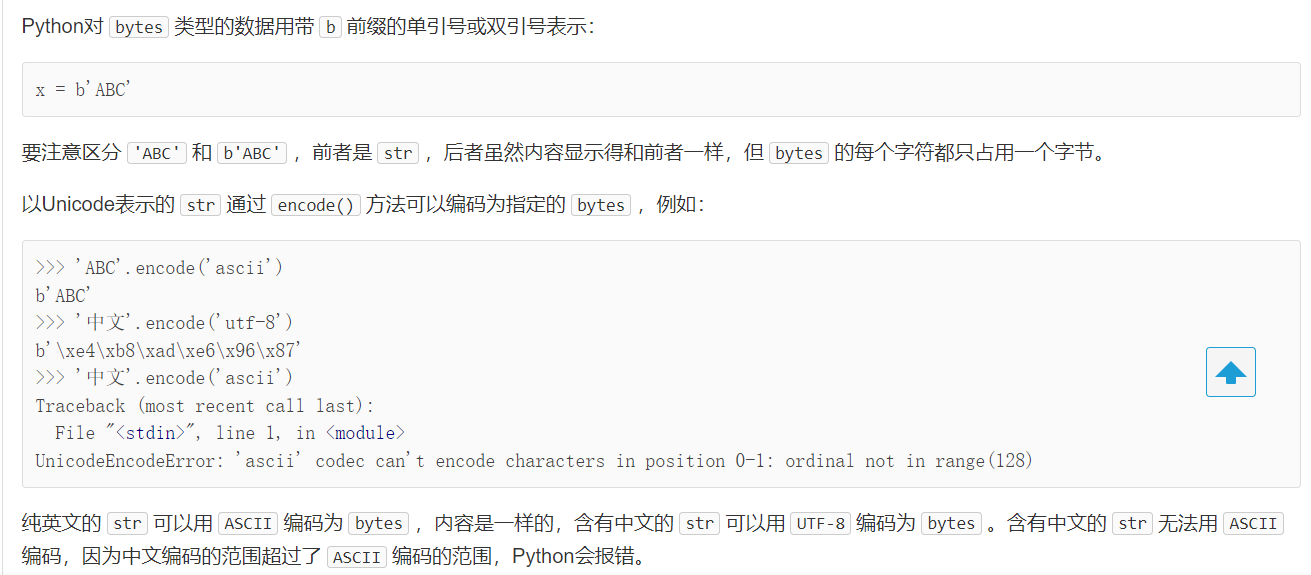 Python对 bytes 类型的数据用带 b 前缀的单引号或双引号表示：
x = b'ABC'
要注意区分 'ABC' 和 b'ABC' ，前者是 str ，后者虽然内容显示得和前者一样，但 bytes 的每个字符都只占用一个字节。
以Unicode表示的 str 通过 encode() 方法可以编码为指定的 bytes ，例如：
>>> 'ABC'.encode('ascii')
b'ABC'
>>> '中文'.encode('utf-8')
b'\xe4\xb8\xad\xe6\x96\x87'
>>> '中文'.encode('ascii')
Traceback (most recent call last):
  File "<stdin>", line 1, in <module>
UnicodeEncodeError: 'ascii' codec can't encode characters in position 0-1: ordinal not in range(128)
纯英文的 str 可以用 ASCII 编码为 bytes ，内容是一样的，含有中文的 str 可以用 UTF-8 编码为 bytes 。含有中文的 str 无法用 ASCII
编码，因为中文编码的范围超过了 ASCII 编码的范围，Python会报错。